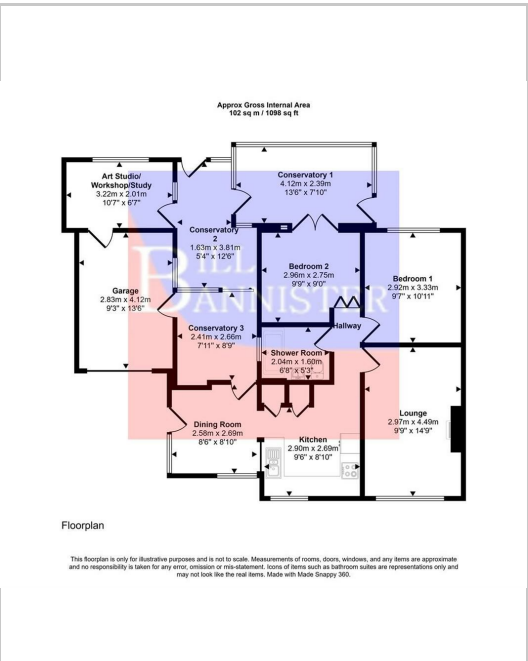 Approx Gross Internal Area
102 sq m / 1098 sq ft
Art Studio/
Workshop/Study
3.22m x 2.01m
10'7" x 6'7"
Conservatory 1
4.12m x 2.39m
13'6" x 7'10"
Conservatory
2
1.63m x 3.81m
5'4" x 12'6"
Bedroom 2
2.96m x 2.75m
9'9" x 9'0"
Bedroom 1
2.92m x 3.33m
9'7" x 10'11"
Garage
2.83m x 4.12m
9'3" x 13'6"
BILL
BANNISTER
Conservatory 3
2.41m x 2.66m
7'11" x 8'9"
Hallway
Shower Room
2.04m x 1.60m
6'8" x 5'3"
Lounge
2.97m x 4.49m
9'9" x 14'9"
Dining Room
2.58m x 2.69m
8'6" x 8'10"
Kitchen
2.90m x 2.69m
9'6" x 8'10"
Floorplan
This floorplan is only for illustrative purposes and is not to scale. Measurements of rooms, doors, windows, and any items are approximate
and no responsibility is taken for any error, omission or mis-statement. Icons of items such as bathroom suites are representations only and
may not look like the real items. Made with Made Snappy 360.